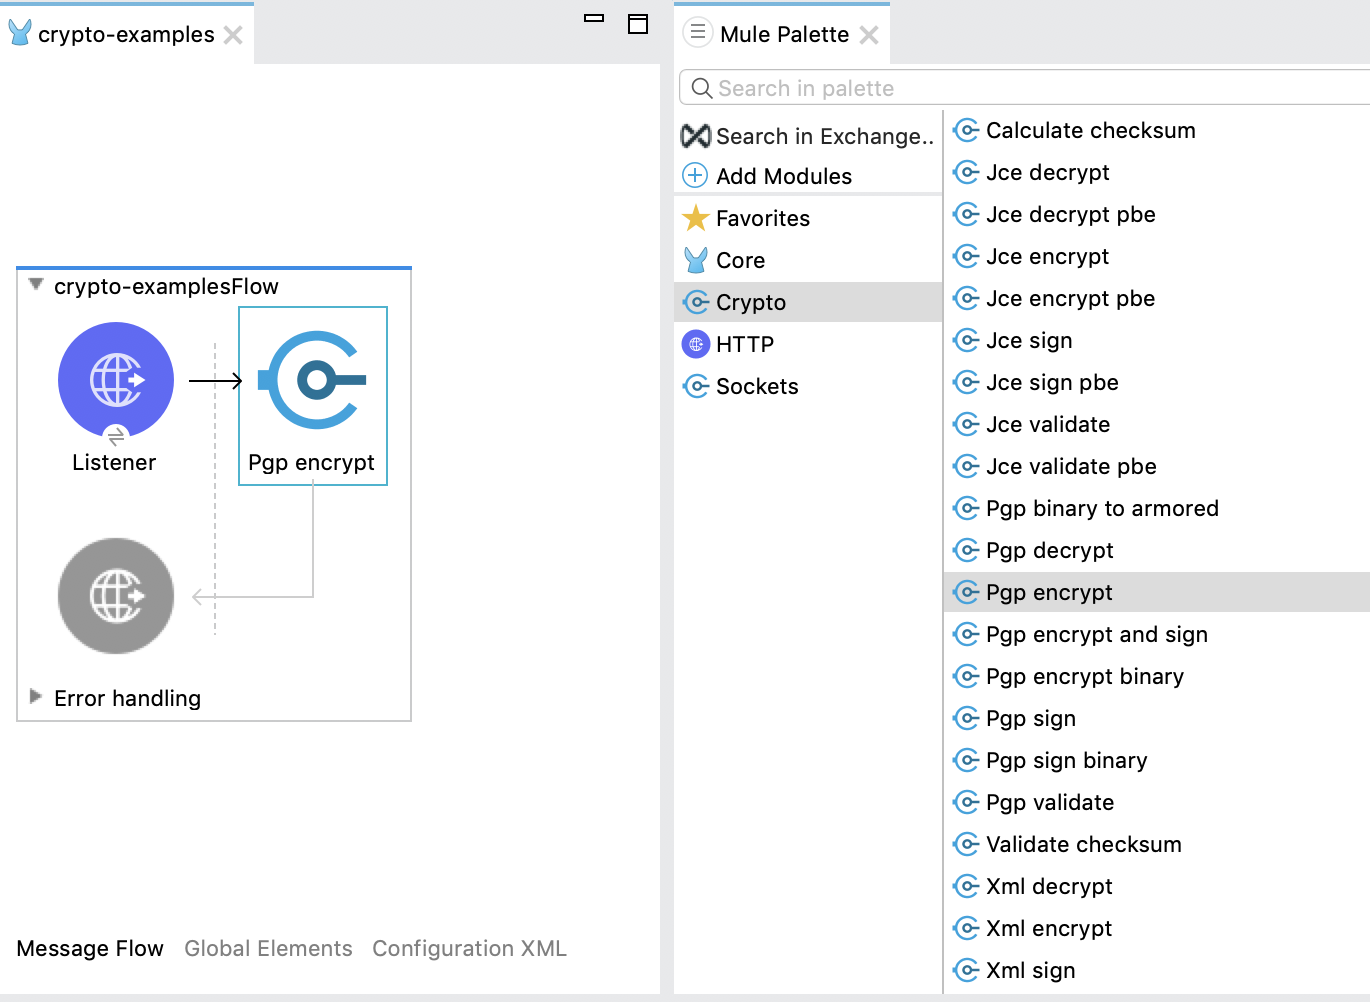 crypto-examples
crypto-examplesFlow
Listener
Pgp encrypt
Error handling
Message Flow Global Elements Configuration XML
Mule Palette
Search in palette
Search in Exchange..
Add Modules
Favorites
Core
Crypto
HTTP
Sockets
Calculate checksum
Jce decrypt
Jce decrypt pbe
Jce encrypt
Jce encrypt pbe
Jce sign
Jce sign pbe
Jce validate
Jce validate pbe
Pgp binary to armored
Pgp decrypt
Pgp encrypt
Pgp encrypt and sign
Pgp encrypt binary
Pgp sign
Pgp sign binary
Pgp validate
Validate checksum
Xml decrypt
Xml encrypt
Xml sign